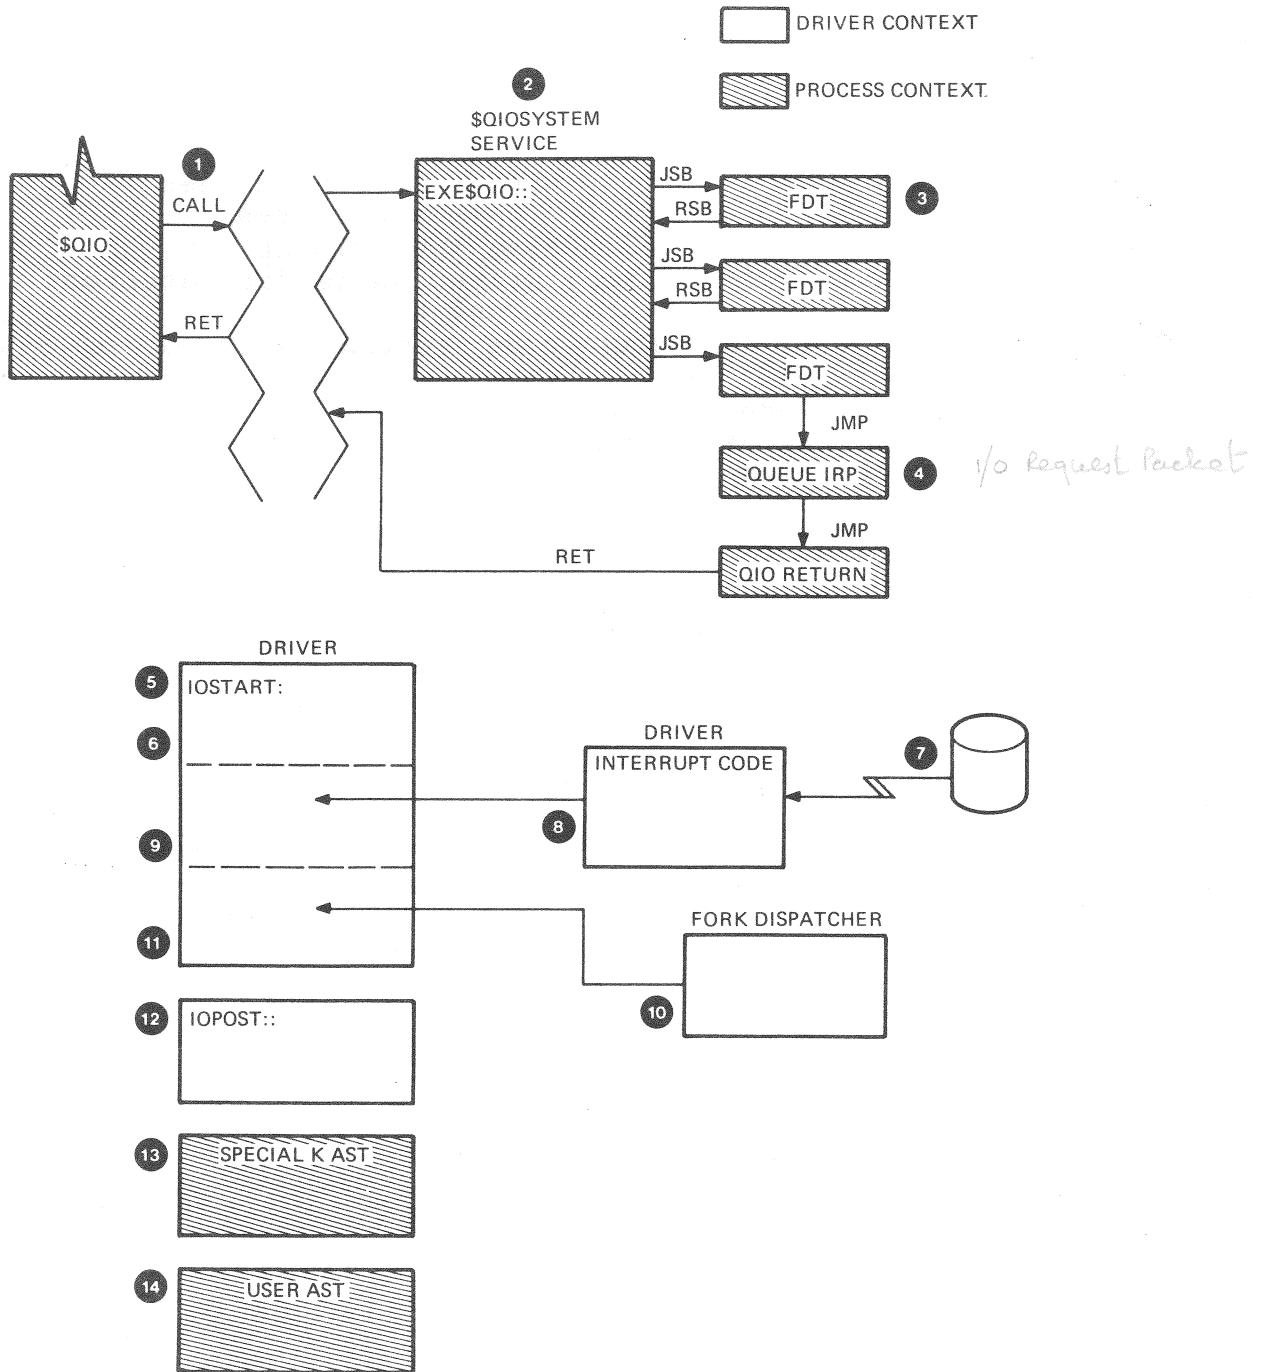 DRIVER CONTEXT
PROCESS CONTEXT
2
$QIOSYSTEM
SERVICE
1
CALL
$QIO
RET
EXE$QIO::
JSB
RSB
FDT
3
JSB
RSB
FDT
JSB
FDT
JMP
QUEUE IRP
4
I/O Request Packet
JMP
QIO RETURN
RET
DRIVER
5
IOSTART:
6
DRIVER
INTERRUPT CODE
7
8
9
FORK DISPATCHER
10
11
12
IOPOST::
13
SPECIAL K AST
14
USER AST